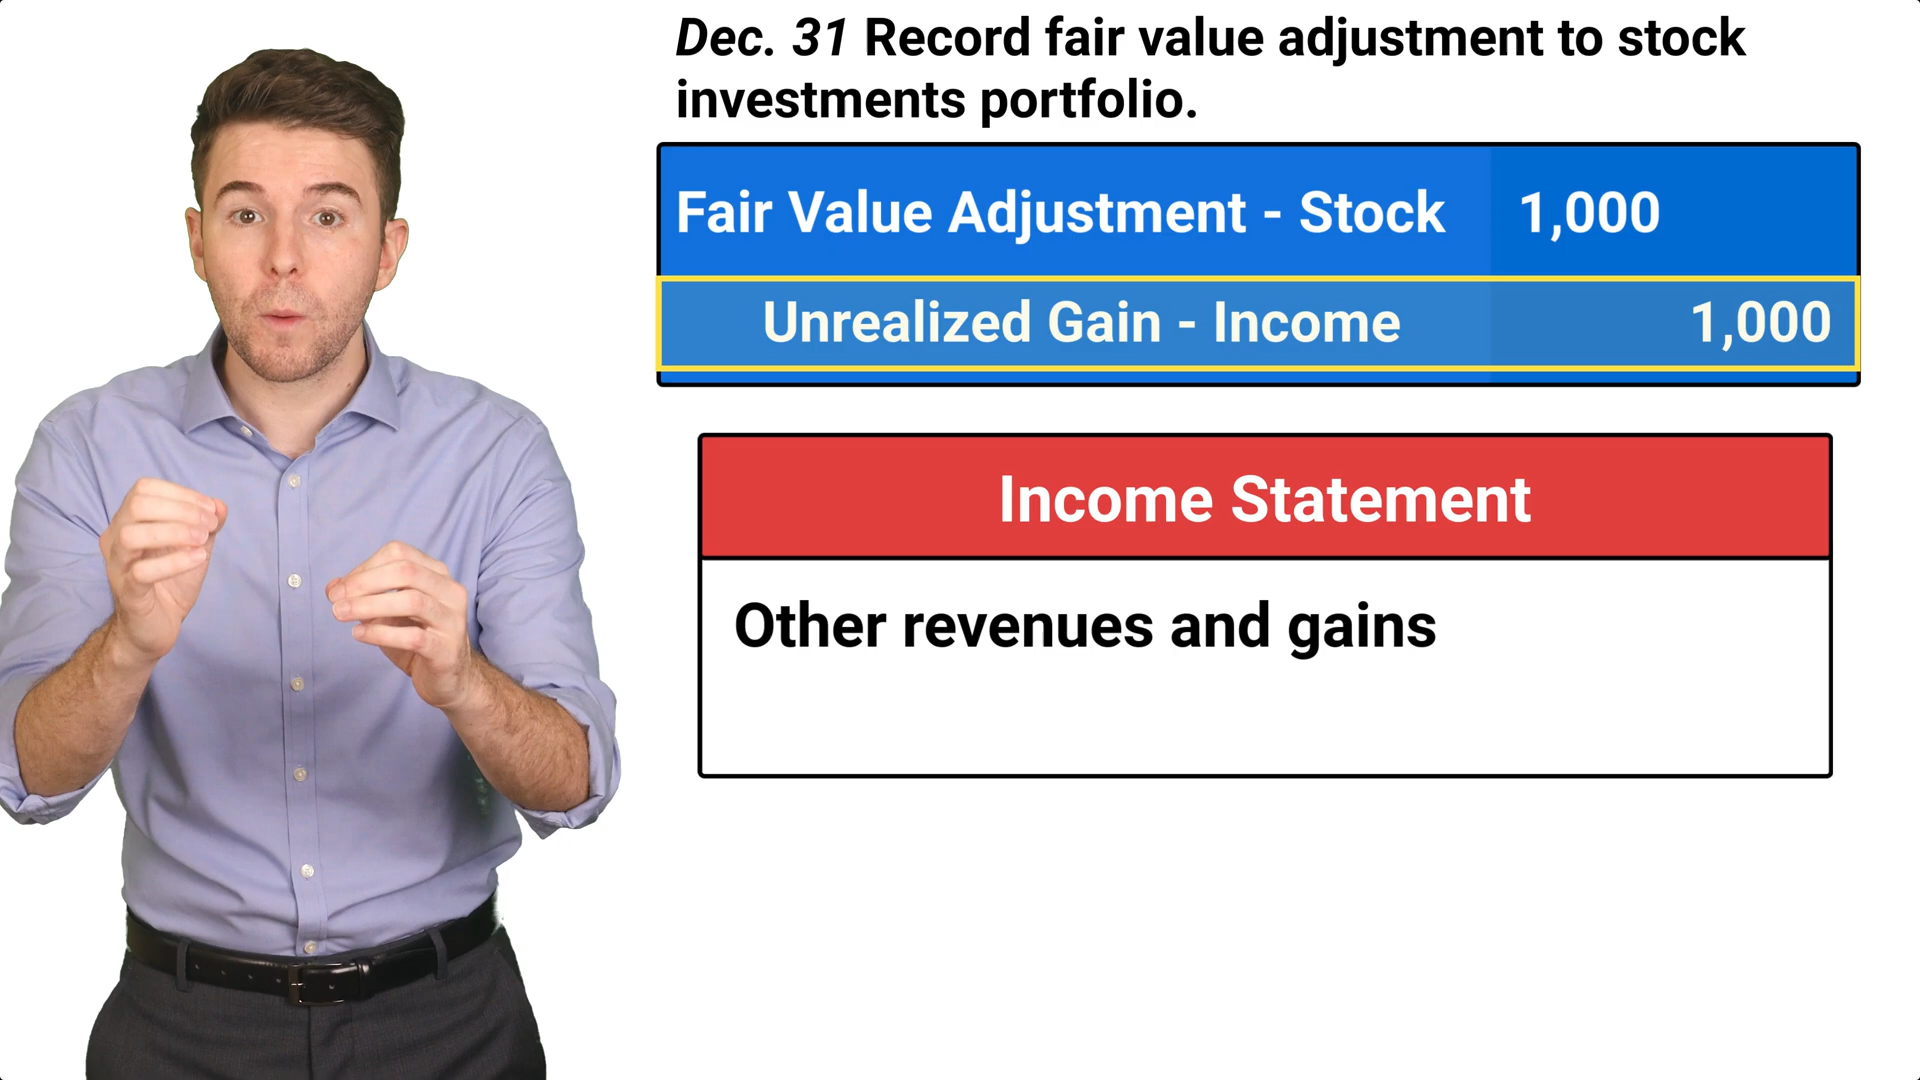 Dec. 31 Record fair value adjustment to stock
investments portfolio.
Fair Value Adjustment - Stock 1,000
Unrealized Gain - Income 1,000
Income Statement
Other revenues and gains